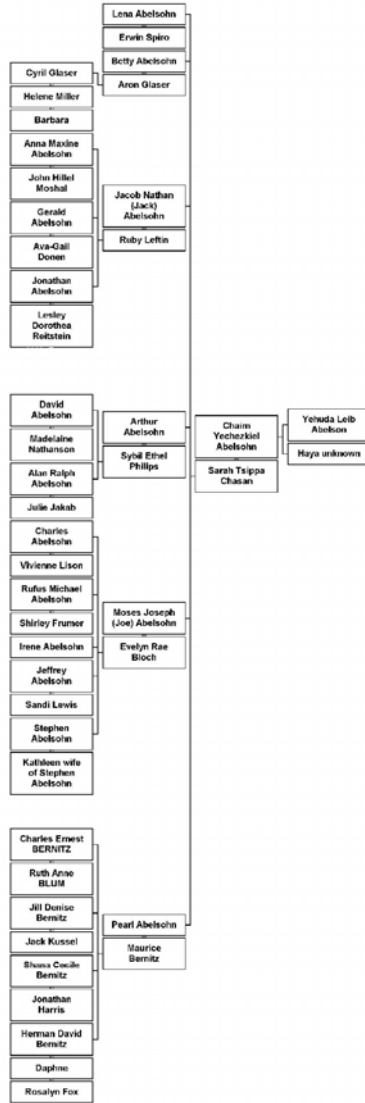 Lena Abelsohn
Erwin Spiro
Betty Abelsohn
Aron Glaser
Cyril Glaser
Helene Miller
Barbara
Anna Maxine
Abelsohn
John Hillel
Moshal
Gerald
Abelsohn
Ava-Gail
Donen
Jonathan
Abelsohn
Lesley
Dorothea
Reitstein
Jacob Nathan
(Jack)
Abelsohn
Ruby Leftin
David
Abelsohn
Madelaine
Nathanson
Alan Ralph
Abelsohn
Julie Jakab
Arthur
Abelsohn
Sybil Ethel
Philips
Chaim
Yechezkiel
Abelsohn
Sarah Tsippa
Chasan
Yehuda Leib
Abelson
Haya unknown
Charles
Abelsohn
Vivienne Lison
Rufus Michael
Abelsohn
Shirley Frumer
Irene Abelsohn
Jeffrey
Abelsohn
Sandi Lewis
Stephen
Abelsohn
Kathleen wife
of Stephen
Abelsohn
Moses Joseph
(Joe) Abelsohn
Evelyn Rae
Bloch
Charles Ernest
BERNITZ
Ruth Anne
BLUM
Jill Denise
Bernitz
Jack Kussel
Shana Cecile
Bernitz
Jonathan
Harris
Herman David
Bernitz
Daphne
Rosalyn Fox
Pearl Abelsohn
Maurice
Bernitz